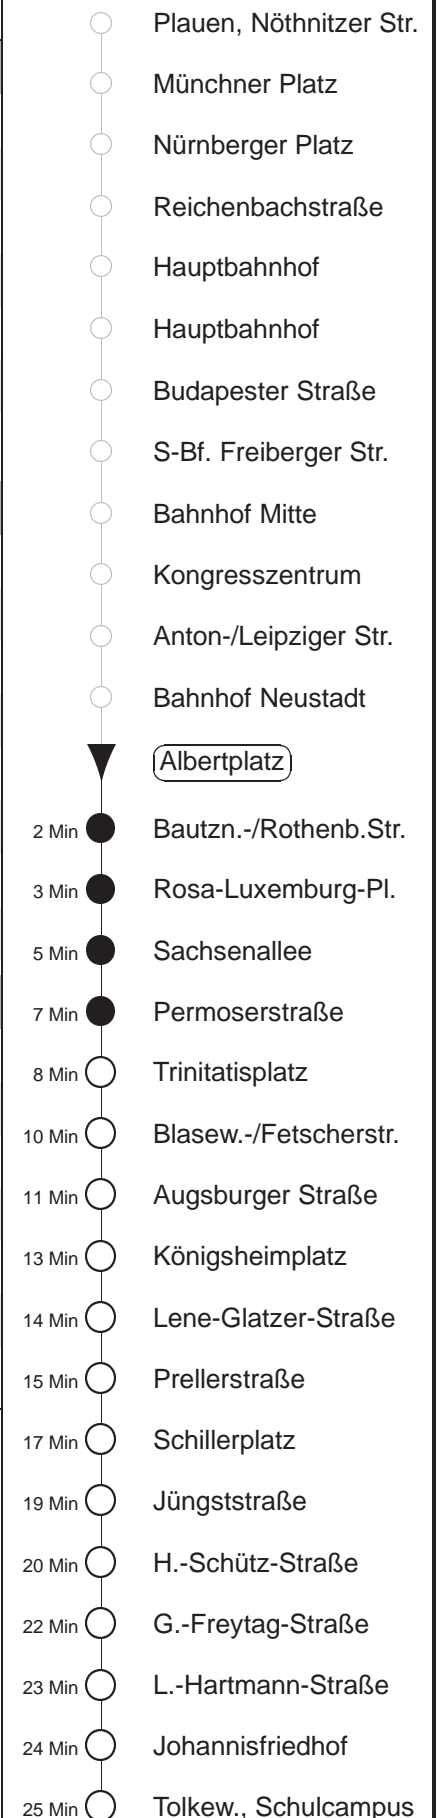 Plauen, Nöthnitzer Str.
Münchner Platz
Nürnberger Platz
Reichenbachstraße
Hauptbahnhof
Hauptbahnhof
Budapester Straße
S-Bf. Freiberger Str.
Bahnhof Mitte
Kongresszentrum
Anton-/Leipziger Str.
Bahnhof Neustadt
Albertplatz
2 Min Bautzn.-/Rothenb.Str.
3 Min Rosa-Luxemburg-Pl.
5 Min Sachsenallee
7 Min Permoserstraße
8 Min Trinitatisplatz
10 Min Blasew.-/Fetscherstr.
11 Min Augsburger Straße
13 Min Königsheimplatz
14 Min Lene-Glatzer-Straße
15 Min Prellerstraße
17 Min Schillerplatz
19 Min Jüngststraße
20 Min H.-Schütz-Straße
22 Min G.-Freytag-Straße
23 Min L.-Hartmann-Straße
24 Min Johannisfriedhof
25 Min Tolkew., Schulcampus